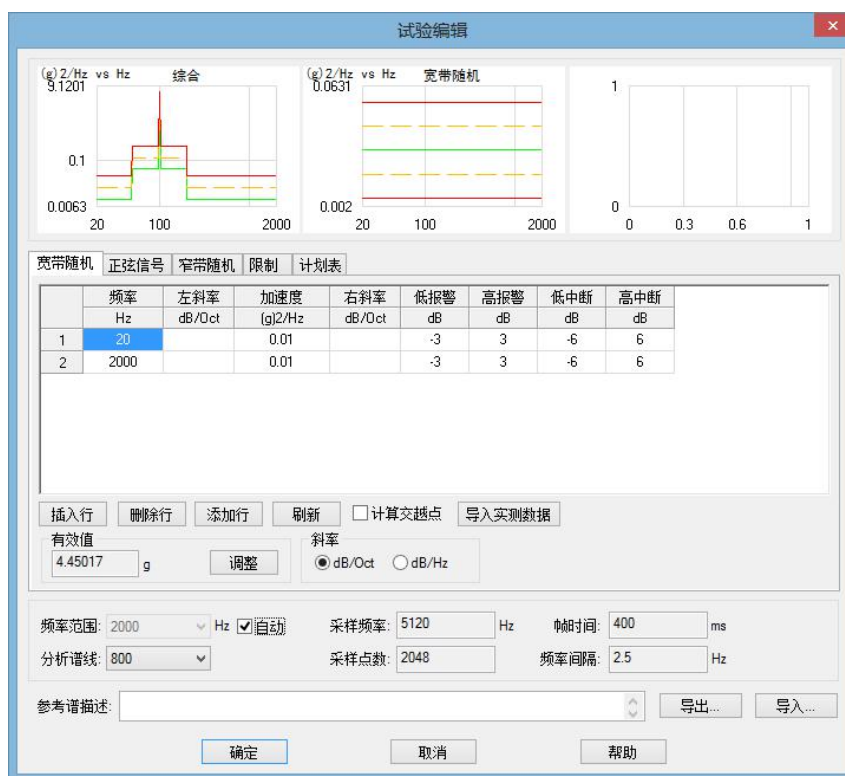 试验编辑
(g)2/Hz vs Hz 综合
9.1201
0.1
0.0063
20 100 2000
(g)2/Hz vs Hz 宽带随机
0.0631
0.002
20 100 2000
1
0
0 0.3 0.6 1
宽带随机 正弦信号 窄带随机 限制 计划表
频率 左斜率 加速度 右斜率 低报警 高报警 低中断 高中断
Hz dB/Oct (g)2/Hz dB/Oct dB dB dB dB
1 20 0.01 -3 3 -6 6
2 2000 0.01 -3 3 -6 6
插入行 删除行 添加行 刷新 计算交越点 导入实测数据
有效值 斜率
4.45017 g 调整 dB/Oct dB/Hz
频率范围: 2000 Hz 自动 采样频率: 5120 Hz 帧时间: 400 ms
分析谱线: 800 采样点数: 2048 频率间隔: 2.5 Hz
参考谱描述: 导出... 导入...
确定 取消 帮助